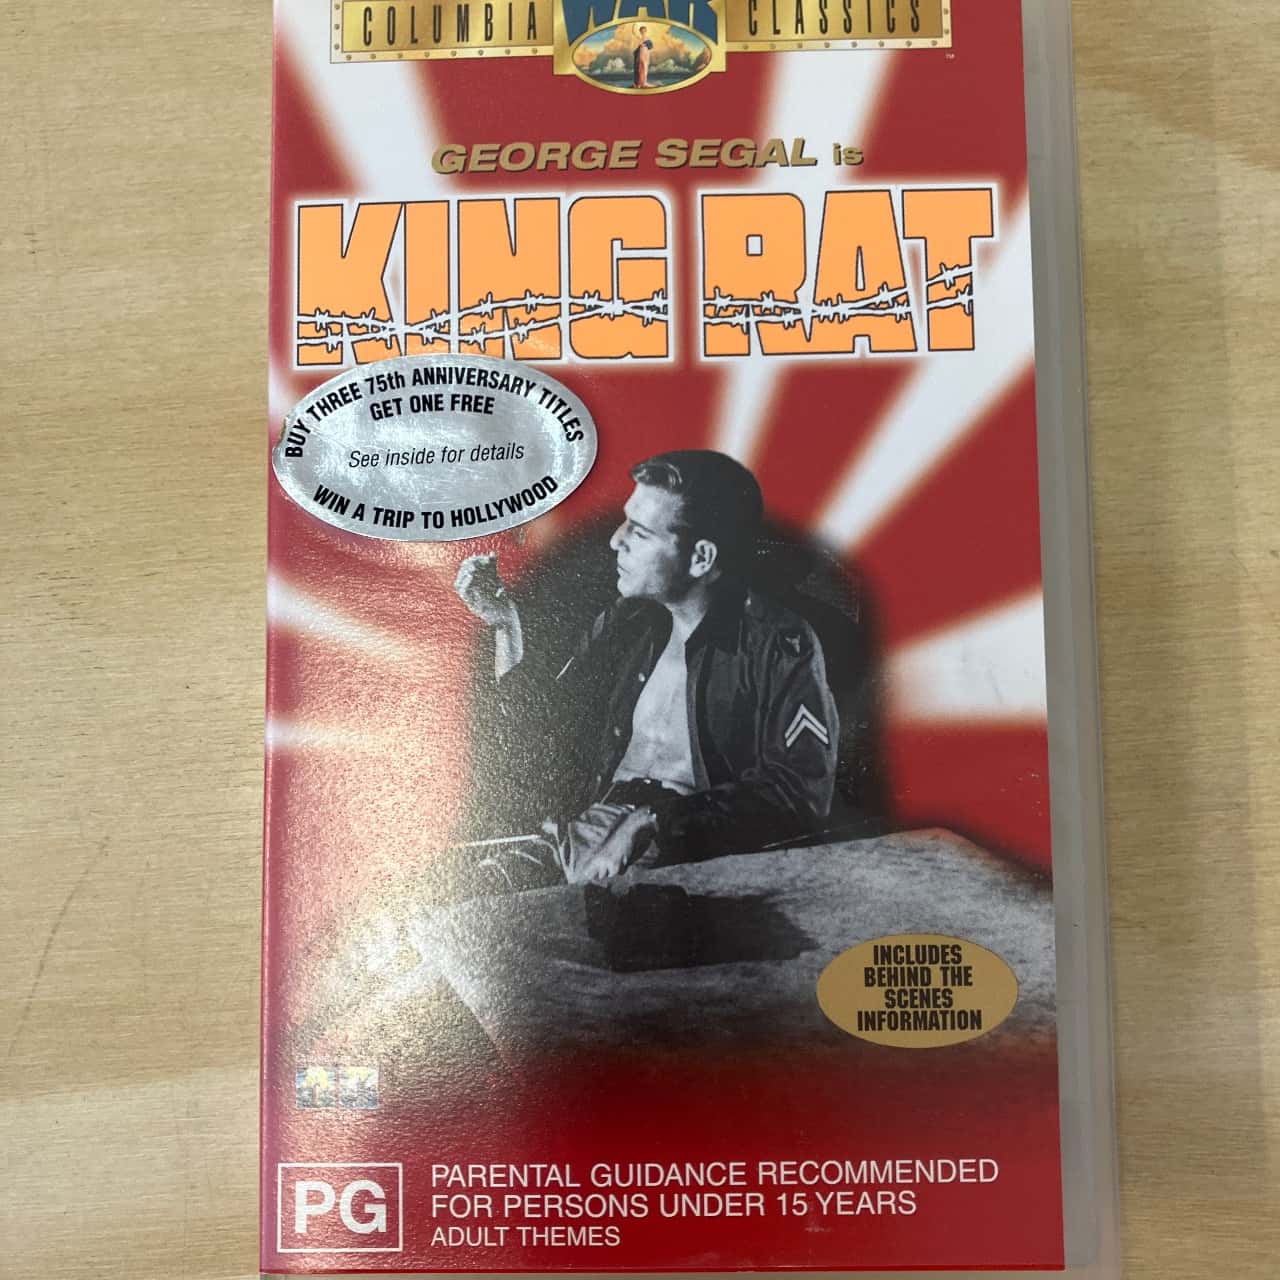 COLUMBIA WAR CLASSICS
™
GEORGE SEGAL is
KING RAT
BUY THREE 75th ANNIVERSARY TITLES
GET ONE FREE
See inside for details
WIN A TRIP TO HOLLYWOOD
INCLUDES
BEHIND THE
SCENES
INFORMATION
PG
PARENTAL GUIDANCE RECOMMENDED
FOR PERSONS UNDER 15 YEARS
ADULT THEMES